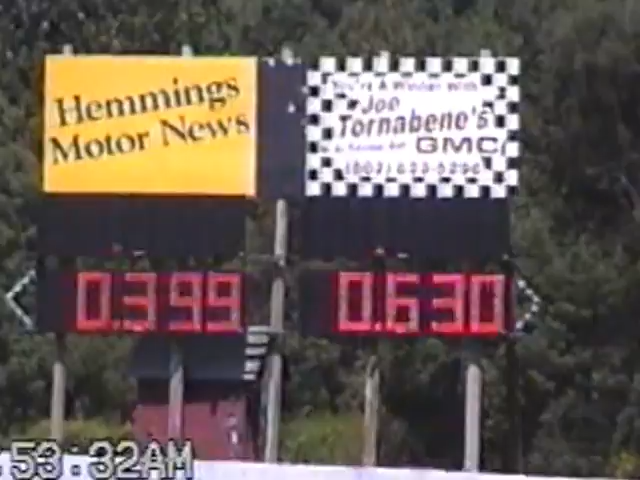 Hemmings
Motor News
You're A Winner With
Joe
Tornabene's
GMC
0.399
0.630
:53:32AM